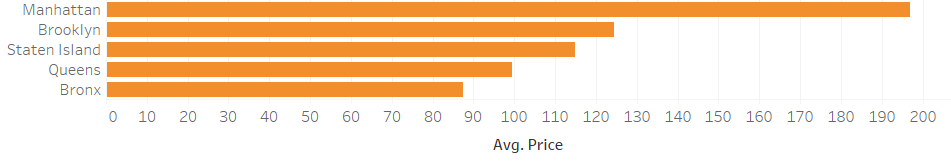 Manhattan
Brooklyn
Staten Island
Queens
Bronx
0 10 20 30 40 50 60 70 80 90 100 110 120 130 140 150 160 170 180 190 200
Avg. Price